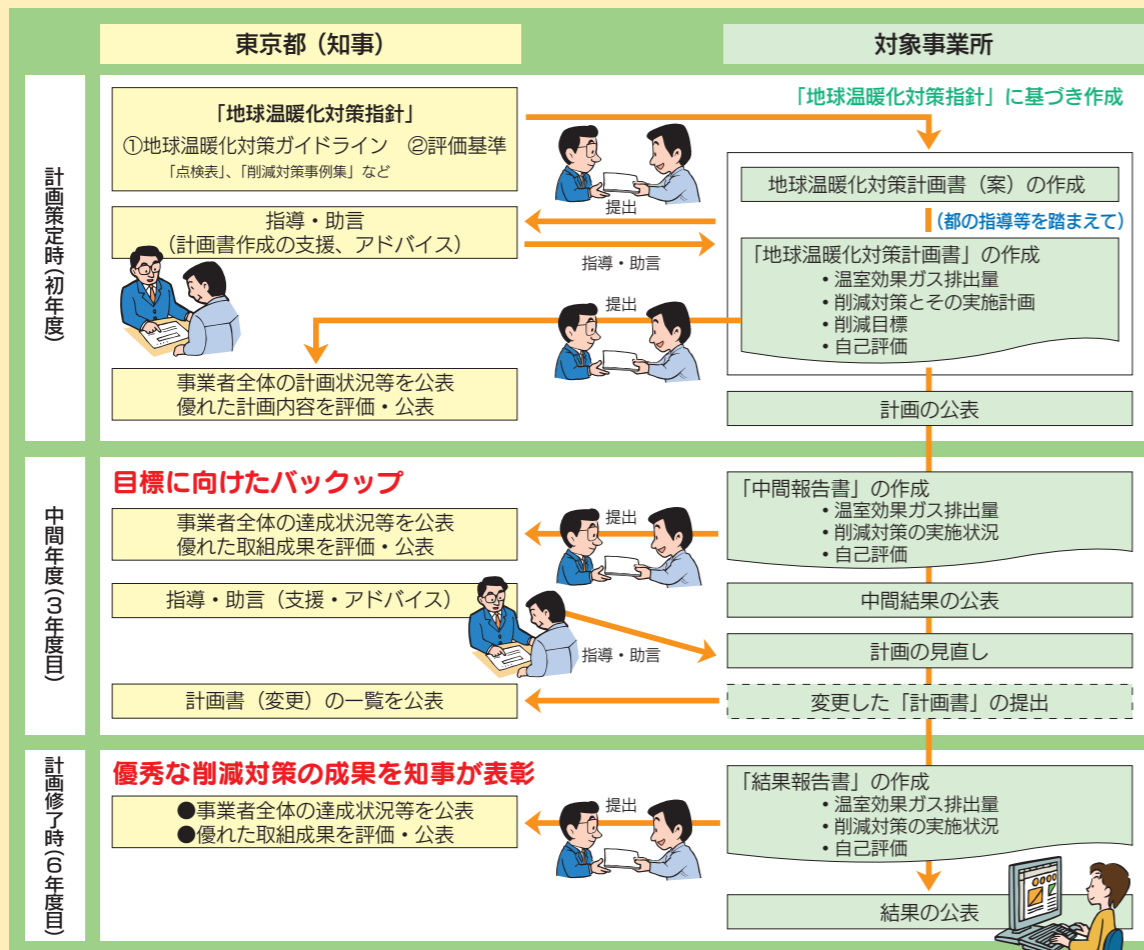 東京都（知事）
対象事業所
計画策定時（初年度）
「地球温暖化対策指針」
①地球温暖化対策ガイドライン　②評価基準
「点検表」、「削減対策事例集」など
「地球温暖化対策指針」に基づき作成
地球温暖化対策計画書（案）の作成
提出
指導・助言
（計画書作成の支援、アドバイス）
指導・助言
（都の指導等を踏まえて）
「地球温暖化対策計画書」の作成
・温室効果ガス排出量
・削減対策とその実施計画
・削減目標
・自己評価
提出
事業者全体の計画状況等を公表
優れた計画内容を評価・公表
計画の公表
中間年度（3年度目）
目標に向けたバックップ
「中間報告書」の作成
・温室効果ガス排出量
・削減対策の実施状況
・自己評価
提出
事業者全体の達成状況等を公表
優れた取組成果を評価・公表
中間結果の公表
指導・助言（支援・アドバイス）
指導・助言
計画の見直し
変更した「計画書」の提出
計画書（変更）の一覧を公表
計画修了時（6年度目）
優秀な削減対策の成果を知事が表彰
「結果報告書」の作成
・温室効果ガス排出量
・削減対策の実施状況
・自己評価
提出
●事業者全体の達成状況等を公表
●優れた取組成果を評価・公表
結果の公表